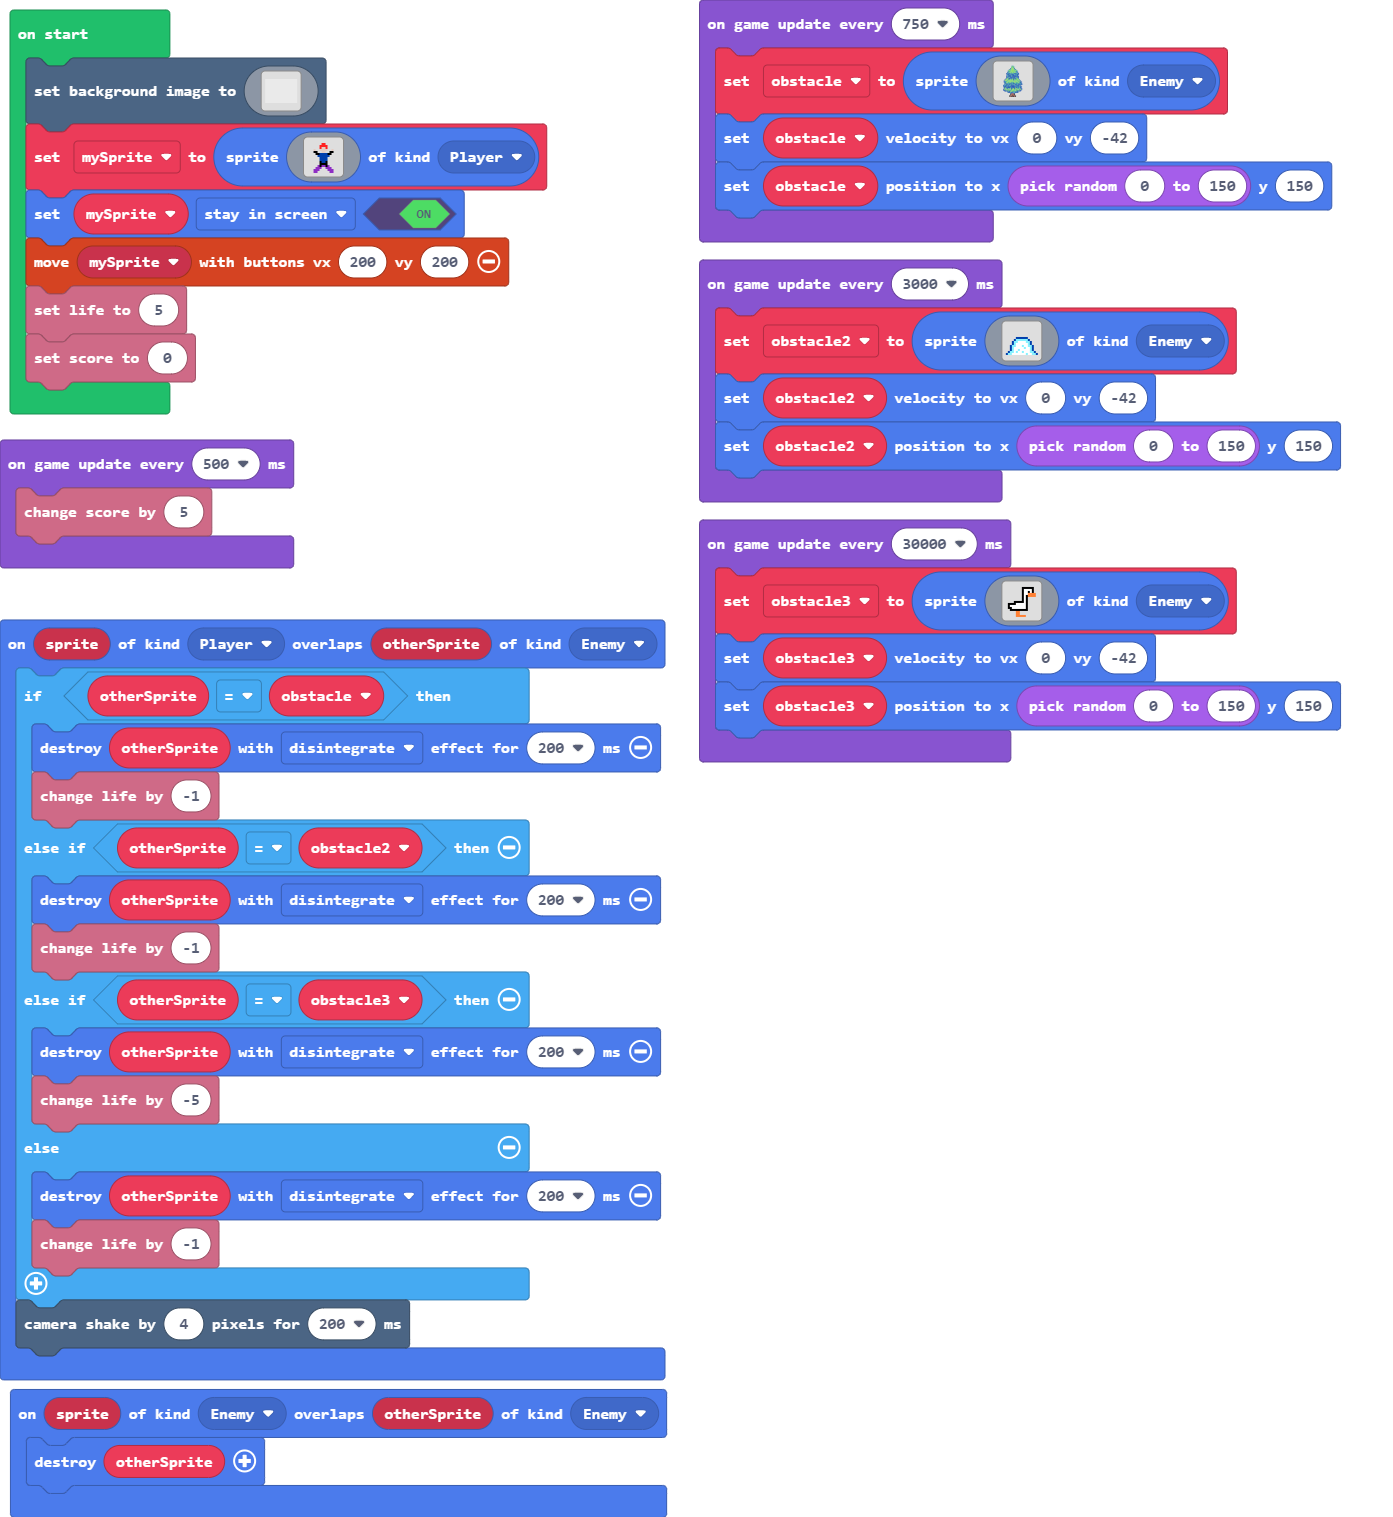 on start
set background image to
set mySprite to sprite of kind Player
set mySprite stay in screen ON
move mySprite with buttons vx 200 vy 200
set life to 5
set score to 0
on game update every 500 ms
change score by 5
on sprite of kind Player overlaps otherSprite of kind Enemy
if otherSprite = obstacle then
destroy otherSprite with disintegrate effect for 200 ms
change life by -1
else if otherSprite = obstacle2 then
destroy otherSprite with disintegrate effect for 200 ms
change life by -1
else if otherSprite = obstacle3 then
destroy otherSprite with disintegrate effect for 200 ms
change life by -5
else
destroy otherSprite with disintegrate effect for 200 ms
change life by -1
camera shake by 4 pixels for 200 ms
on sprite of kind Enemy overlaps otherSprite of kind Enemy
destroy otherSprite
on game update every 750 ms
set obstacle to sprite of kind Enemy
set obstacle velocity to vx 0 vy -42
set obstacle position to x pick random 0 to 150 y 150
on game update every 3000 ms
set obstacle2 to sprite of kind Enemy
set obstacle2 velocity to vx 0 vy -42
set obstacle2 position to x pick random 0 to 150 y 150
on game update every 30000 ms
set obstacle3 to sprite of kind Enemy
set obstacle3 velocity to vx 0 vy -42
set obstacle3 position to x pick random 0 to 150 y 150